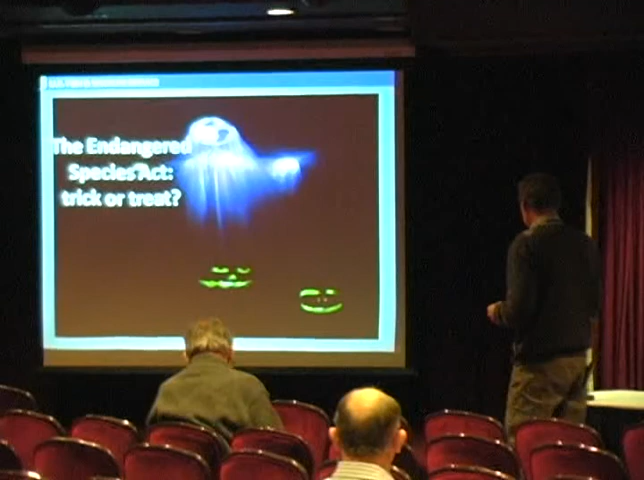 The Endangered
Species Act:
trick or treat?